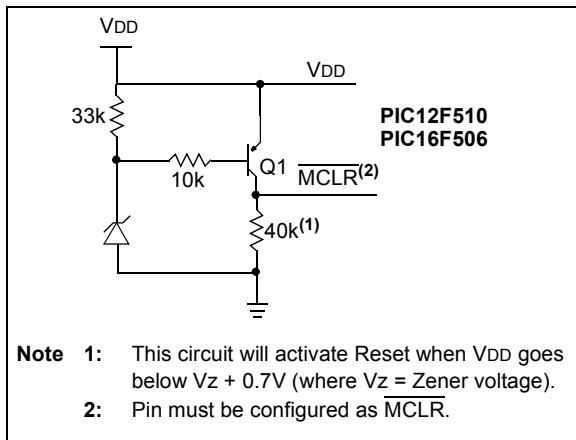 VDD
VDD
33k
PIC12F510
PIC16F506
10k
Q1
MCLR(2)
40k(1)
Note 1: This circuit will activate Reset when VDD goes
below Vz + 0.7V (where Vz = Zener voltage).
2: Pin must be configured as MCLR.